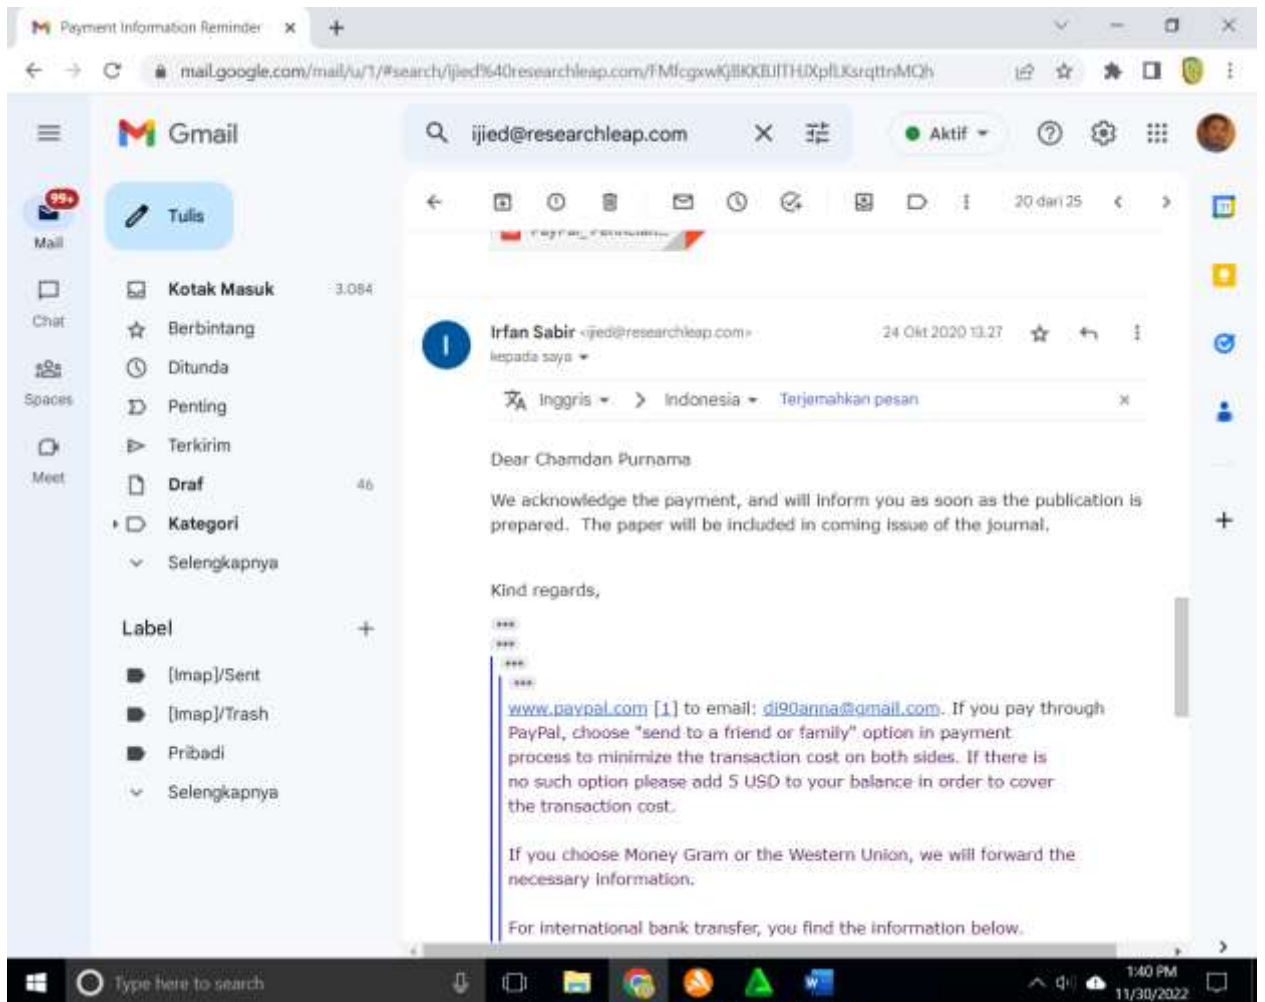 Payment Information Reminder
mail.google.com/mail/u/1/#search/ijied%40researchleap.com/
Gmail
ijied@researchleap.com
Aktif
99+
Mail
Chat
Spaces
Meet
Tulis
Kotak Masuk 3.084
Berbintang
Ditunda
Penting
Terkirim
Draf 46
Kategori
Selengkapnya
Label
[Imap]/Sent
[Imap]/Trash
Pribadi
Selengkapnya
20 dari 25
Irfan Sabir <ijied@researchleap.com> 24 Okt 2020 13.27
kepada saya
Inggris > Indonesia Terjemahkan pesan
Dear Chamdan Purnama
We acknowledge the payment, and will inform you as soon as the publication is
prepared. The paper will be included in coming issue of the journal.
Kind regards,
www.paypal.com [1] to email: di90anna@gmail.com. If you pay through
PayPal, choose "send to a friend or family" option in payment
process to minimize the transaction cost on both sides. If there is
no such option please add 5 USD to your balance in order to cover
the transaction cost.
If you choose Money Gram or the Western Union, we will forward the
necessary information.
For international bank transfer, you find the information below.
Type here to search
1:40 PM
11/30/2022